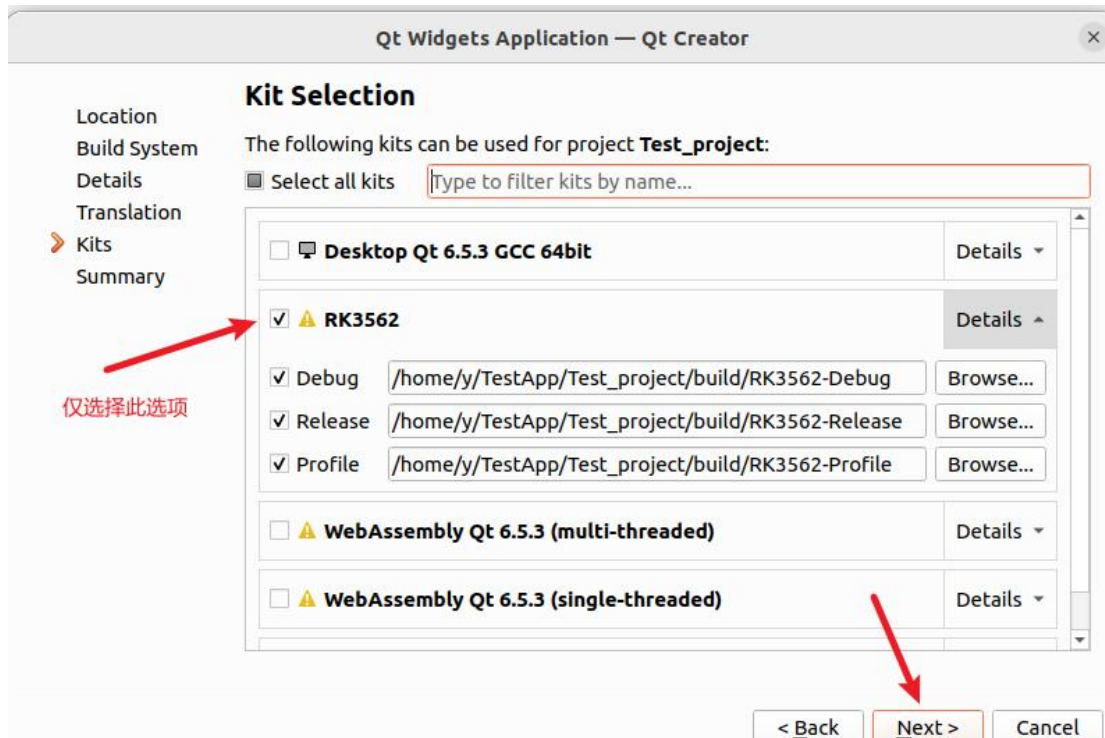 Qt Widgets Application — Qt Creator
Location
Build System
Details
Translation
Kits
Summary
Kit Selection
The following kits can be used for project Test_project:
Select all kits
Type to filter kits by name...
Desktop Qt 6.5.3 GCC 64bit Details
RK3562 Details
Debug /home/y/TestApp/Test_project/build/RK3562-Debug Browse...
Release /home/y/TestApp/Test_project/build/RK3562-Release Browse...
Profile /home/y/TestApp/Test_project/build/RK3562-Profile Browse...
WebAssembly Qt 6.5.3 (multi-threaded) Details
WebAssembly Qt 6.5.3 (single-threaded) Details
仅选择此选项
< Back Next > Cancel